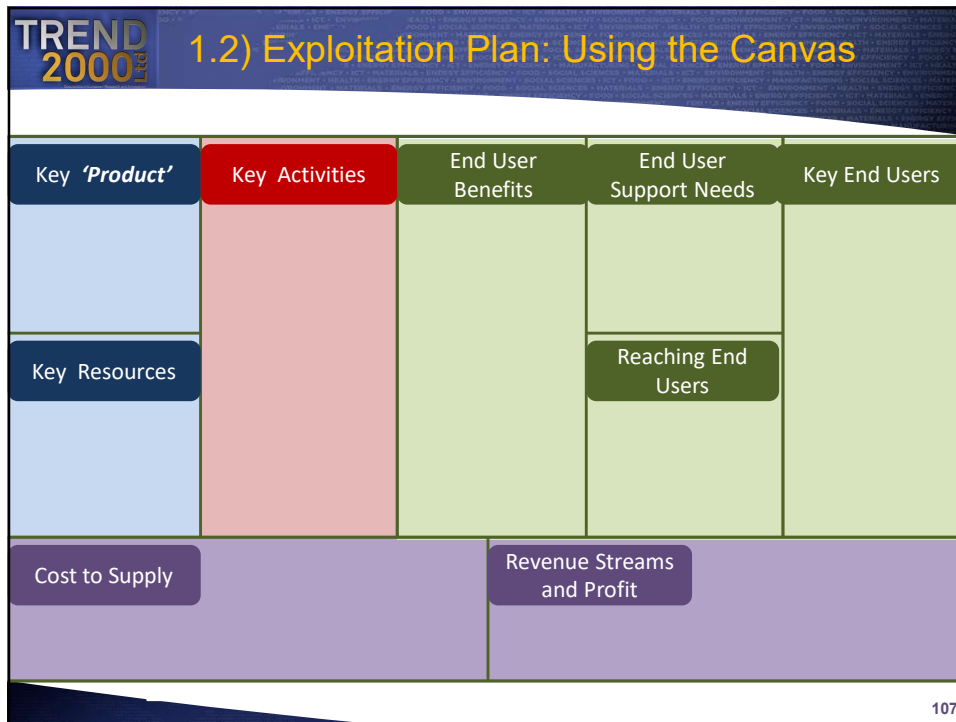 TREND
2000 Ltd
1.2) Exploitation Plan: Using the Canvas
Key 'Product'
Key Activities
End User
Benefits
End User
Support Needs
Key End Users
Key Resources
Reaching End
Users
Cost to Supply
Revenue Streams
and Profit
107